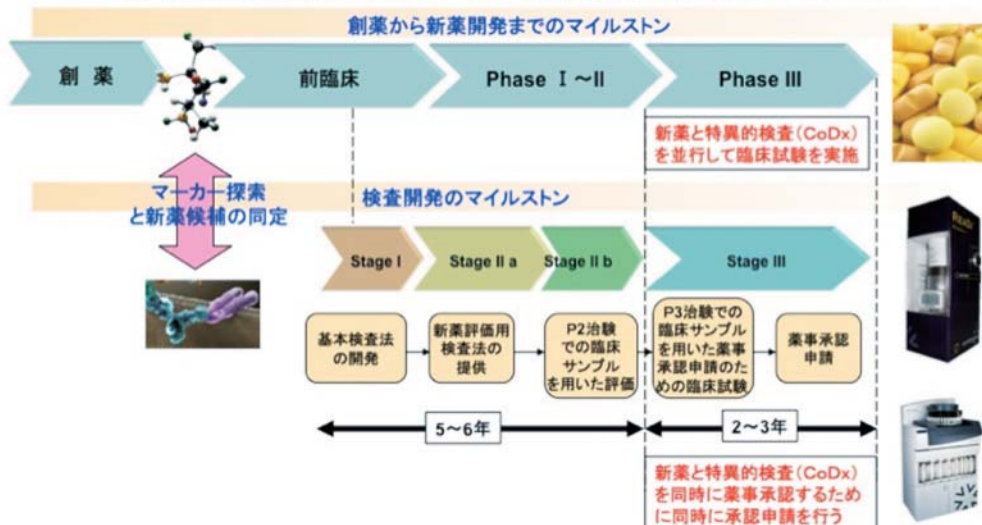 創薬から新薬開発までのマイルストン
創 薬
前臨床
Phase Ⅰ～II
Phase III
新薬と特異的検査(CoDx)
を並行して臨床試験を実施
マーカー探索
と新薬候補の同定
検査開発のマイルストン
Stage I
Stage II a
Stage II b
Stage III
基本検査法
の開発
新薬評価用
検査法の
提供
P2治験
での臨床
サンプル
を用いた評価
P3治験での
臨床サンプル
を用いた薬事
承認申請のた
めの臨床試験
薬事承認
申請
5～6年
2～3年
新薬と特異的検査(CoDx)
を同時に薬事承認するため
に同時に承認申請を行う